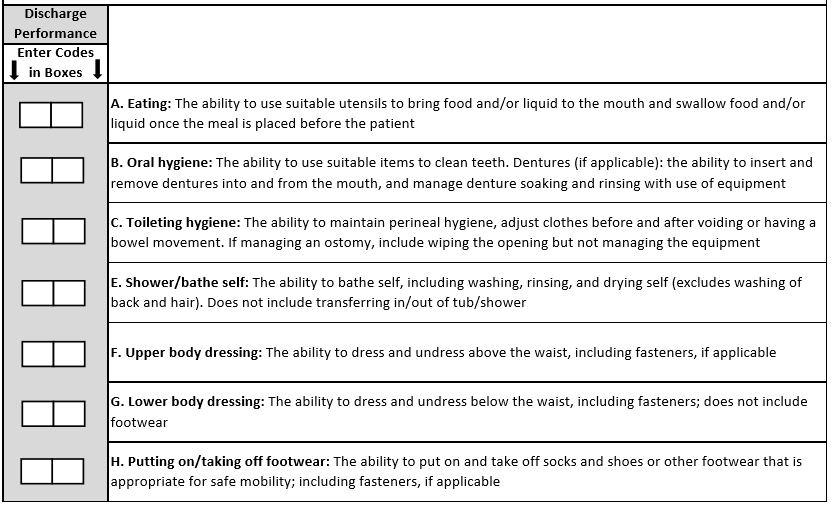 Discharge
Performance
Enter Codes
in Boxes
A. Eating: The ability to use suitable utensils to bring food and/or liquid to the mouth and swallow food and/or
liquid once the meal is placed before the patient
B. Oral hygiene: The ability to use suitable items to clean teeth. Dentures (if applicable): the ability to insert and
remove dentures into and from the mouth, and manage denture soaking and rinsing with use of equipment
C. Toileting hygiene: The ability to maintain perineal hygiene, adjust clothes before and after voiding or having a
bowel movement. If managing an ostomy, include wiping the opening but not managing the equipment
E. Shower/bathe self: The ability to bathe self, including washing, rinsing, and drying self (excludes washing of
back and hair). Does not include transferring in/out of tub/shower
F. Upper body dressing: The ability to dress and undress above the waist, including fasteners, if applicable
G. Lower body dressing: The ability to dress and undress below the waist, including fasteners; does not include
footwear
H. Putting on/taking off footwear: The ability to put on and take off socks and shoes or other footwear that is
appropriate for safe mobility; including fasteners, if applicable